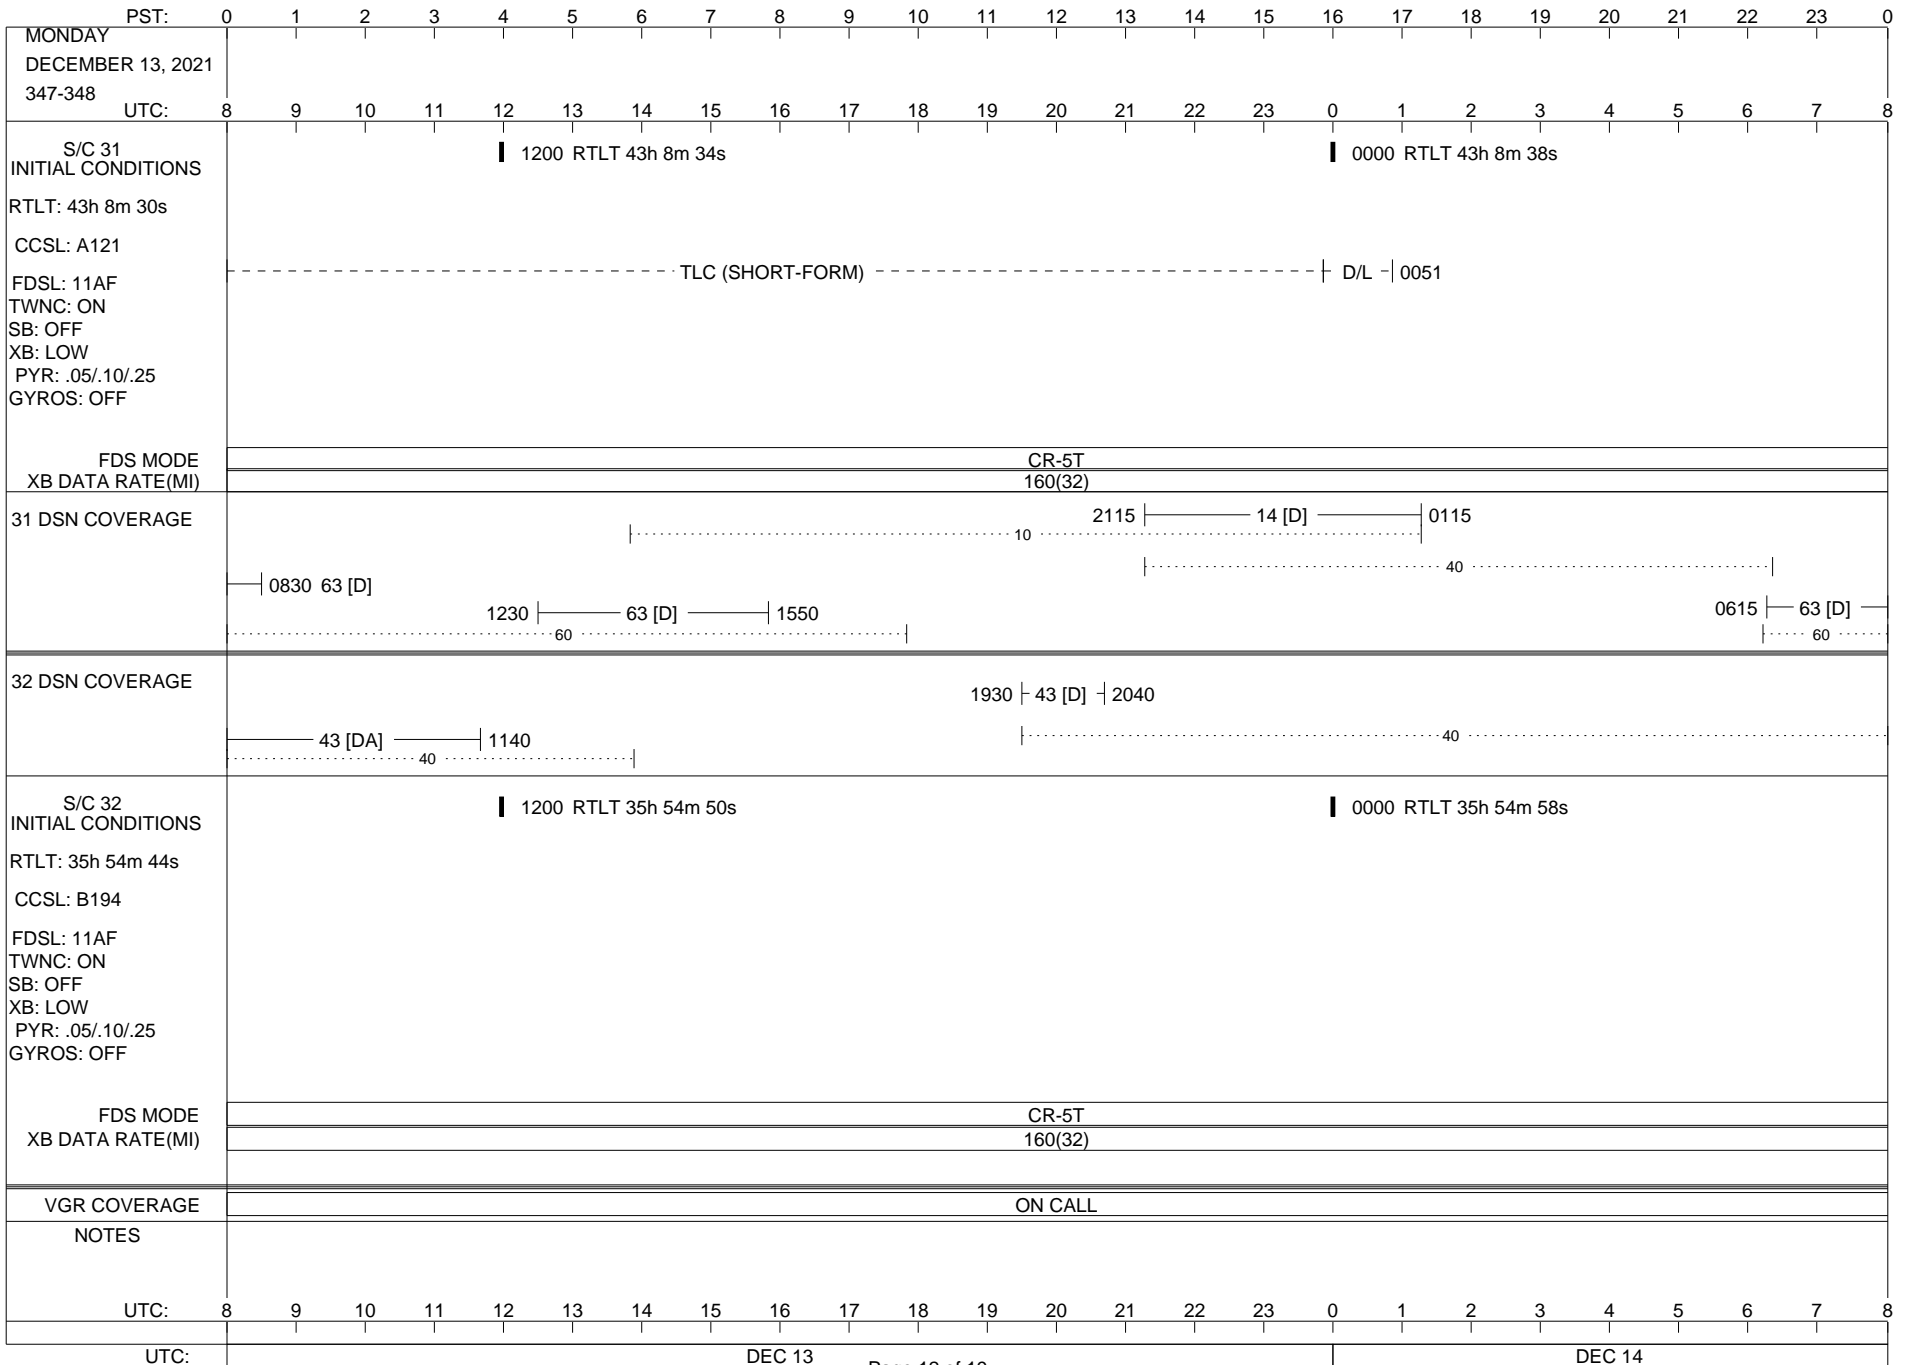 PST: 0 1 2 3 4 5 6 7 8 9 10 11 12 13 14 15 16 17 18 19 20 21 22 23 0
MONDAY
DECEMBER 13, 2021
347-348
UTC: 8 9 10 11 12 13 14 15 16 17 18 19 20 21 22 23 0 1 2 3 4 5 6 7 8
S/C 31
INITIAL CONDITIONS
1200 RTLT 43h 8m 34s
0000 RTLT 43h 8m 38s
RTLT: 43h 8m 30s
CCSL: A121
TLC (SHORT-FORM) D/L 0051
FDSL: 11AF
TWNC: ON
SB: OFF
XB: LOW
PYR: .05/.10/.25
GYROS: OFF
FDS MODE CR-5T
XB DATA RATE(MI) 160(32)
31 DSN COVERAGE
2115 14 [D] 0115
10
40
0830 63 [D]
1230 63 [D] 1550
0615 63 [D]
60
60
32 DSN COVERAGE
1930 43 [D] 2040
43 [DA] 1140
40
40
S/C 32
INITIAL CONDITIONS
1200 RTLT 35h 54m 50s
0000 RTLT 35h 54m 58s
RTLT: 35h 54m 44s
CCSL: B194
FDSL: 11AF
TWNC: ON
SB: OFF
XB: LOW
PYR: .05/.10/.25
GYROS: OFF
FDS MODE CR-5T
XB DATA RATE(MI) 160(32)
VGR COVERAGE ON CALL
NOTES
UTC: 8 9 10 11 12 13 14 15 16 17 18 19 20 21 22 23 0 1 2 3 4 5 6 7 8
UTC: DEC 13 DEC 14